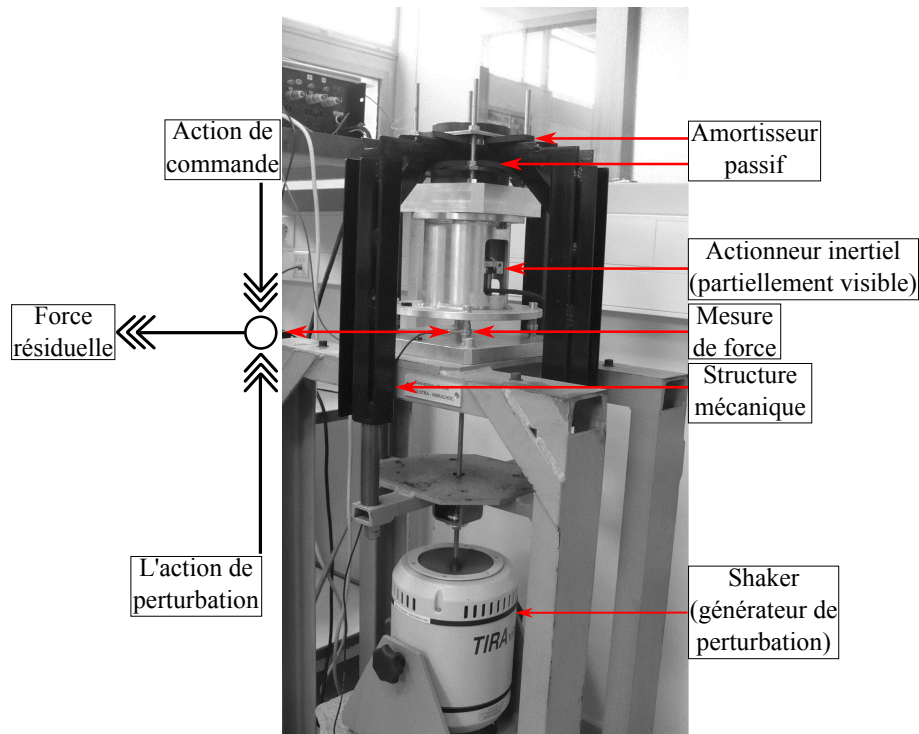 Action de
commande
Force
résiduelle
L'action de
perturbation
Amortisseur
passif
Actionneur inertiel
(partiellement visible)
Mesure
de force
Structure
mécanique
Shaker
(générateur de
perturbation)
TIRA